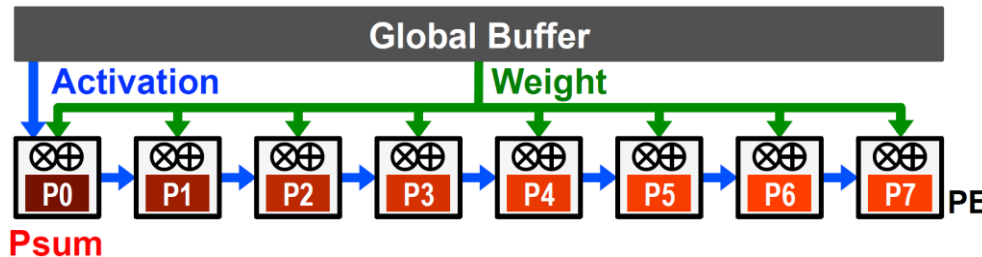 Global Buffer
Activation Weight
P0 P1 P2 P3 P4 P5 P6 P7 PE
Psum